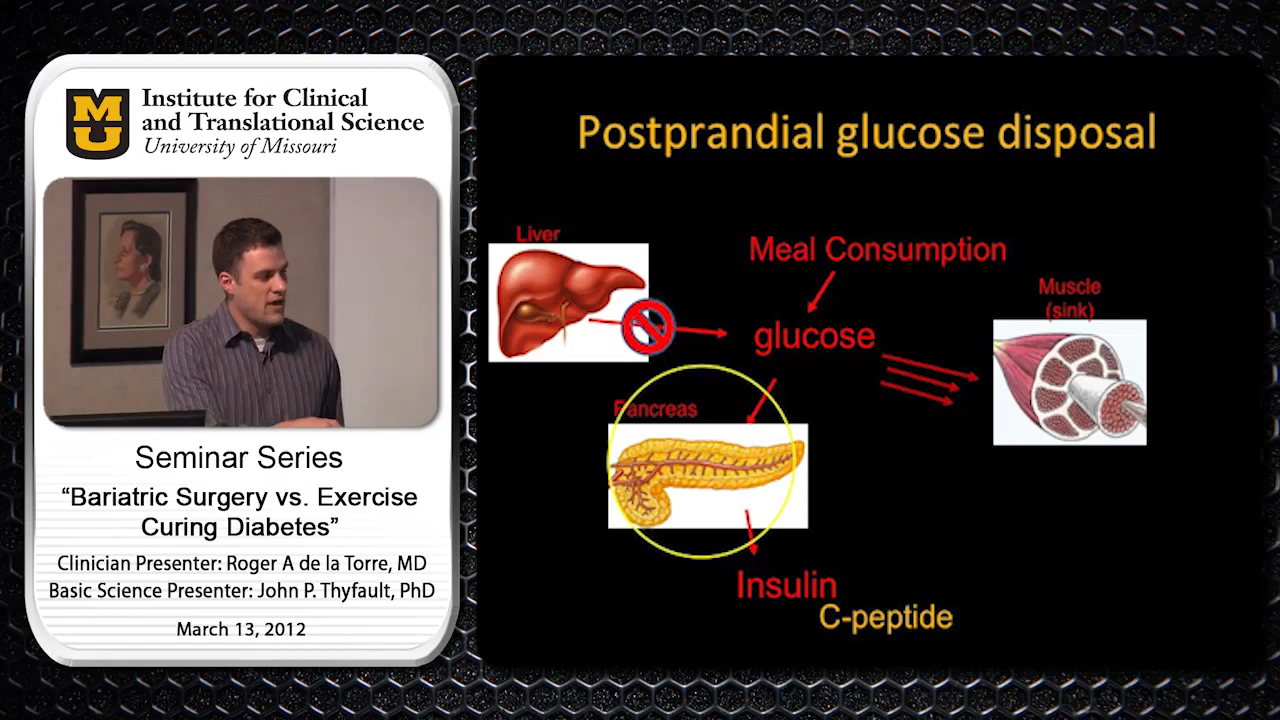 MU
Institute for Clinical
and Translational Science
University of Missouri
Seminar Series
“Bariatric Surgery vs. Exercise
Curing Diabetes”
Clinician Presenter: Roger A de la Torre, MD
Basic Science Presenter: John P. Thyfault, PhD
March 13, 2012
Postprandial glucose disposal
Liver
Meal Consumption
Muscle
(sink)
glucose
Pancreas
Insulin
C-peptide